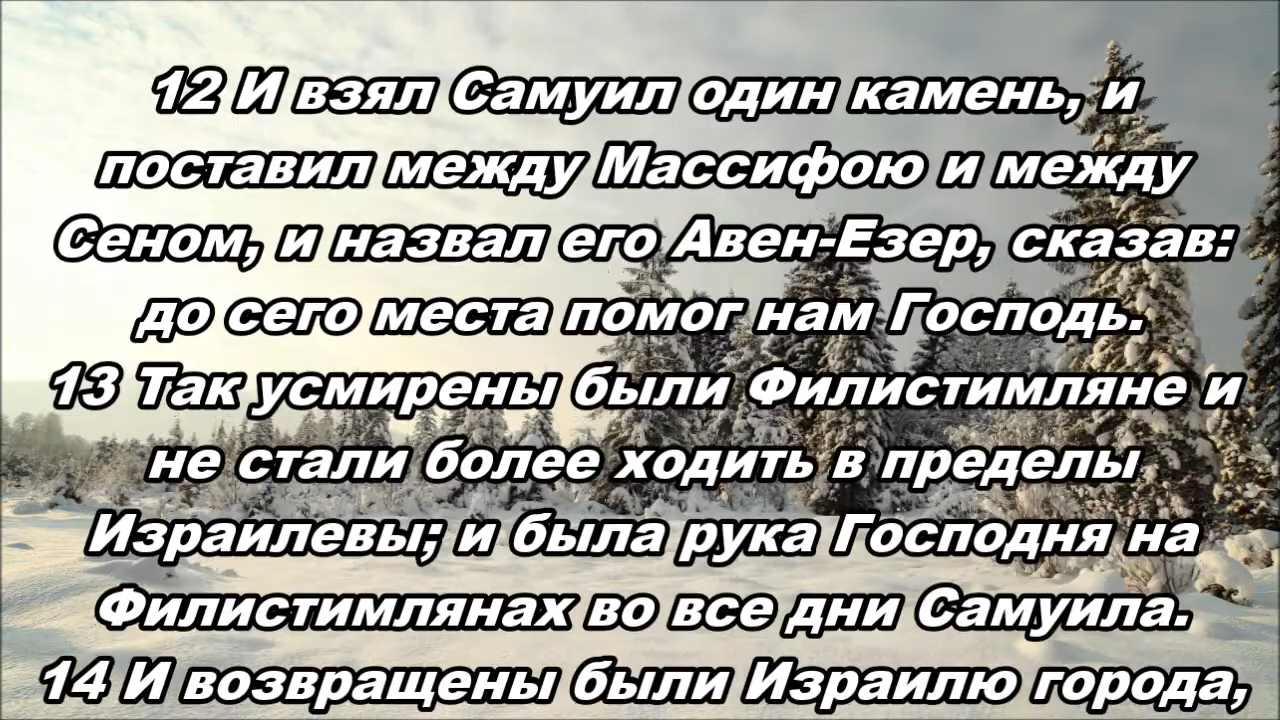 12 И взял Самуил один камень, и
поставил между Массифою и между
Сеном, и назвал его Авен-Езер, сказав:
до сего места помог нам Господь.
13 Так усмирены были Филистимляне и
не стали более ходить в пределы
Израилевы; и была рука Господня на
Филистимлянах во все дни Самуила.
14 И возвращены были Израилю города,